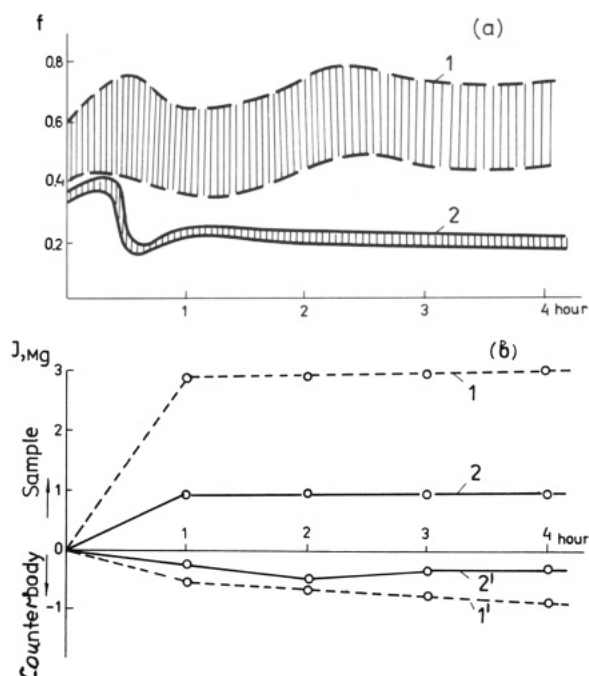 f
(a)
0.8
1
0.6
0.4
2
0.2
1 2 3 4 hour
J,Mg
(в)
3
1
2
Sample
2
1
1 2 3 4 hour
0
Counterbody
2'
-1
1'